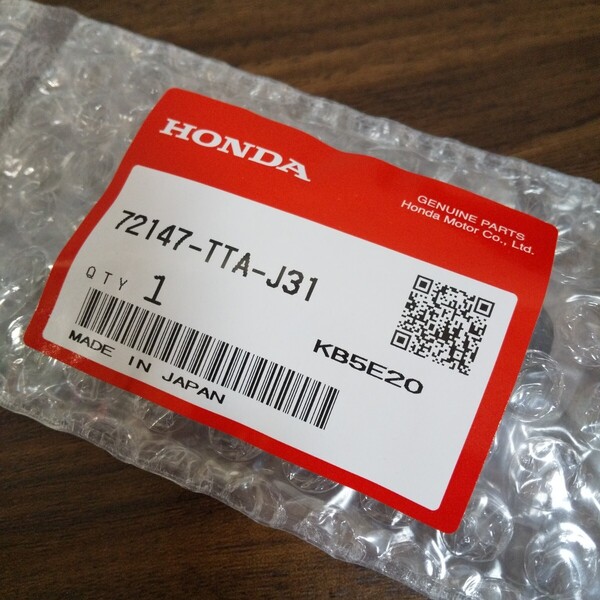 HONDA
GENUINE PARTS
Honda Motor Co., Ltd.
72147-TTA-J31
QTY 1
KB5E20
MADE IN JAPAN